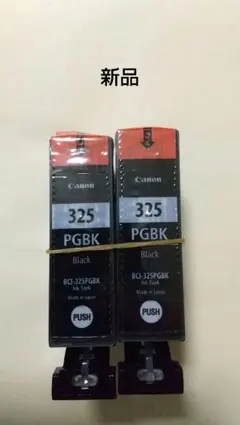 新品
Canon
325
PGBK
Black
BCI-325PGBK
Ink Tank
Made in Japan
PUSH
Canon
325
PGBK
Black
BCI-325PGBK
Ink Tank
Made in Japan
PUSH